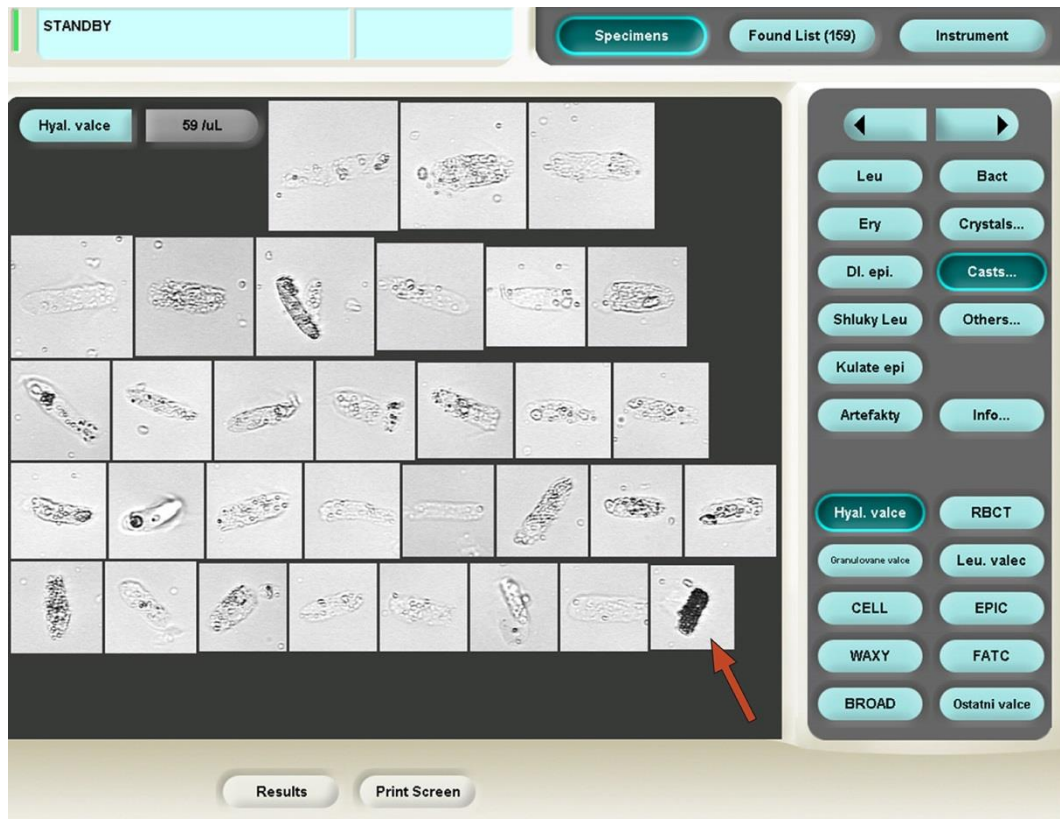 STANDBY
Specimens
Found List (159)
Instrument
Hyal. valce
59 /uL
Leu
Bact
Ery
Crystals...
Dl. epi.
Casts...
Shluky Leu
Others...
Kulate epi
Artefakty
Info...
Hyal. valce
RBCT
Granulovane valce
Leu. valec
CELL
EPIC
WAXY
FATC
BROAD
Ostatni valce
Results
Print Screen